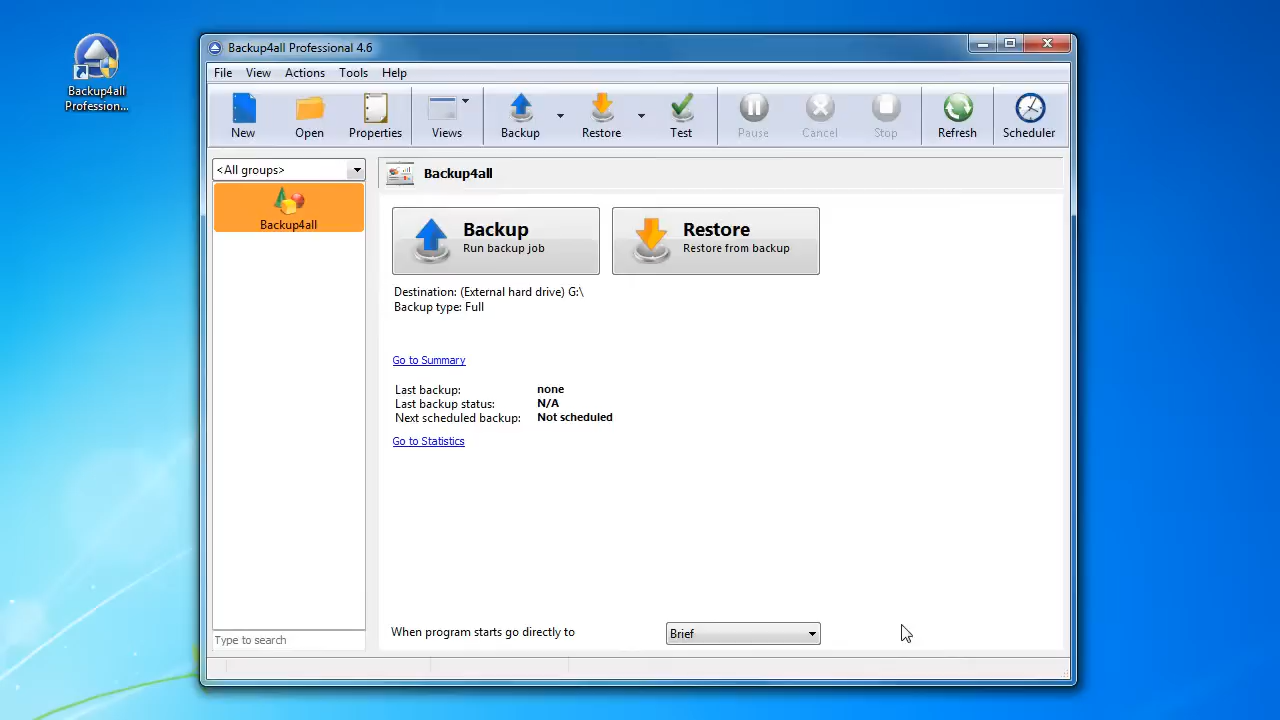 Backup4all
Profession...
Backup4all Professional 4.6
File View Actions Tools Help
New Open Properties Views Backup Restore Test Pause Cancel Stop Refresh Scheduler
<All groups>
Backup4all
Backup4all
Backup
Run backup job
Restore
Restore from backup
Destination: (External hard drive) G:\
Backup type: Full
Go to Summary
Last backup: none
Last backup status: N/A
Next scheduled backup: Not scheduled
Go to Statistics
When program starts go directly to Brief
Type to search